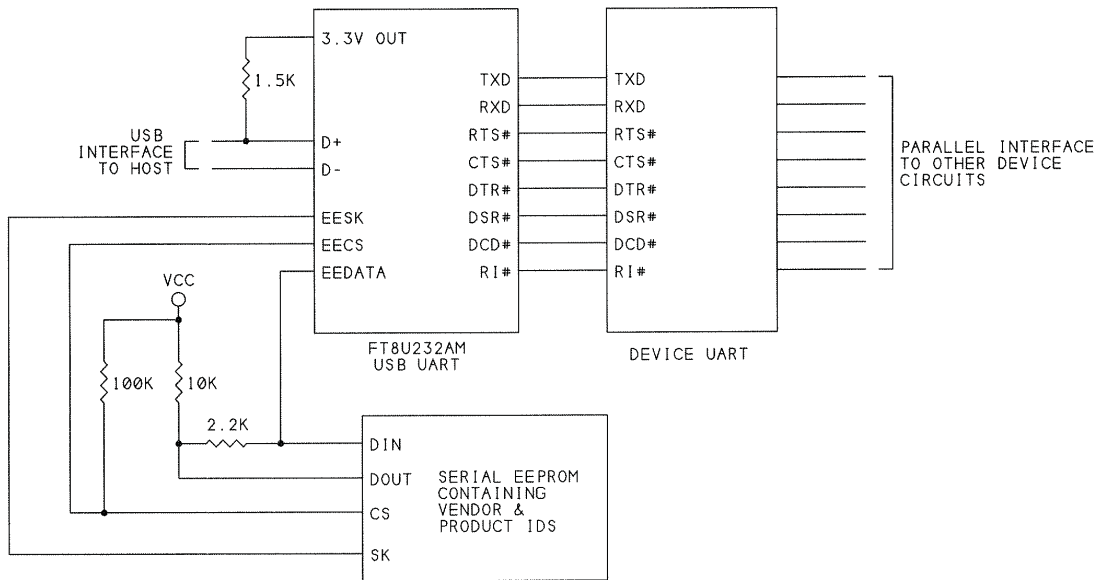 3.3V OUT
1.5K
USB
INTERFACE
TO HOST
D+
D-
EESK
EECS
EEDATA
TXD
RXD
RTS#
CTS#
DTR#
DSR#
DCD#
RI#
FT8U232AM
USB UART
TXD
RXD
RTS#
CTS#
DTR#
DSR#
DCD#
RI#
DEVICE UART
PARALLEL INTERFACE
TO OTHER DEVICE
CIRCUITS
VCC
100K
10K
2.2K
DIN
DOUT
CS
SK
SERIAL EEPROM
CONTAINING
VENDOR &
PRODUCT IDS